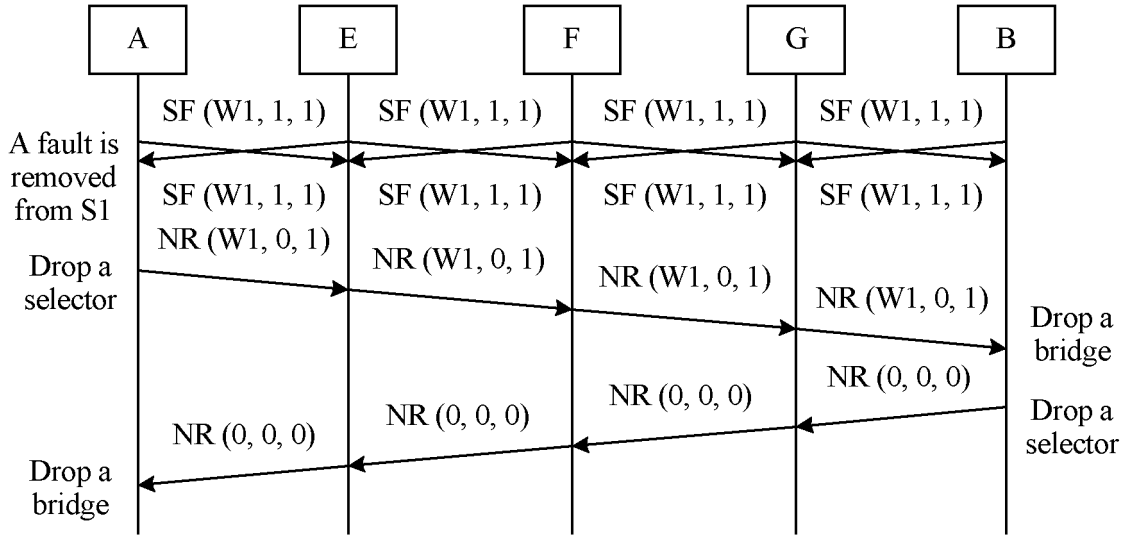 A E F G B
SF (W1, 1, 1) SF (W1, 1, 1) SF (W1, 1, 1) SF (W1, 1, 1)
A fault is
removed
from S1
SF (W1, 1, 1) SF (W1, 1, 1) SF (W1, 1, 1) SF (W1, 1, 1)
NR (W1, 0, 1)
NR (W1, 0, 1)
NR (W1, 0, 1)
NR (W1, 0, 1)
Drop a
selector
Drop a
bridge
NR (0, 0, 0)
NR (0, 0, 0)
NR (0, 0, 0)
NR (0, 0, 0)
Drop a
selector
Drop a
bridge